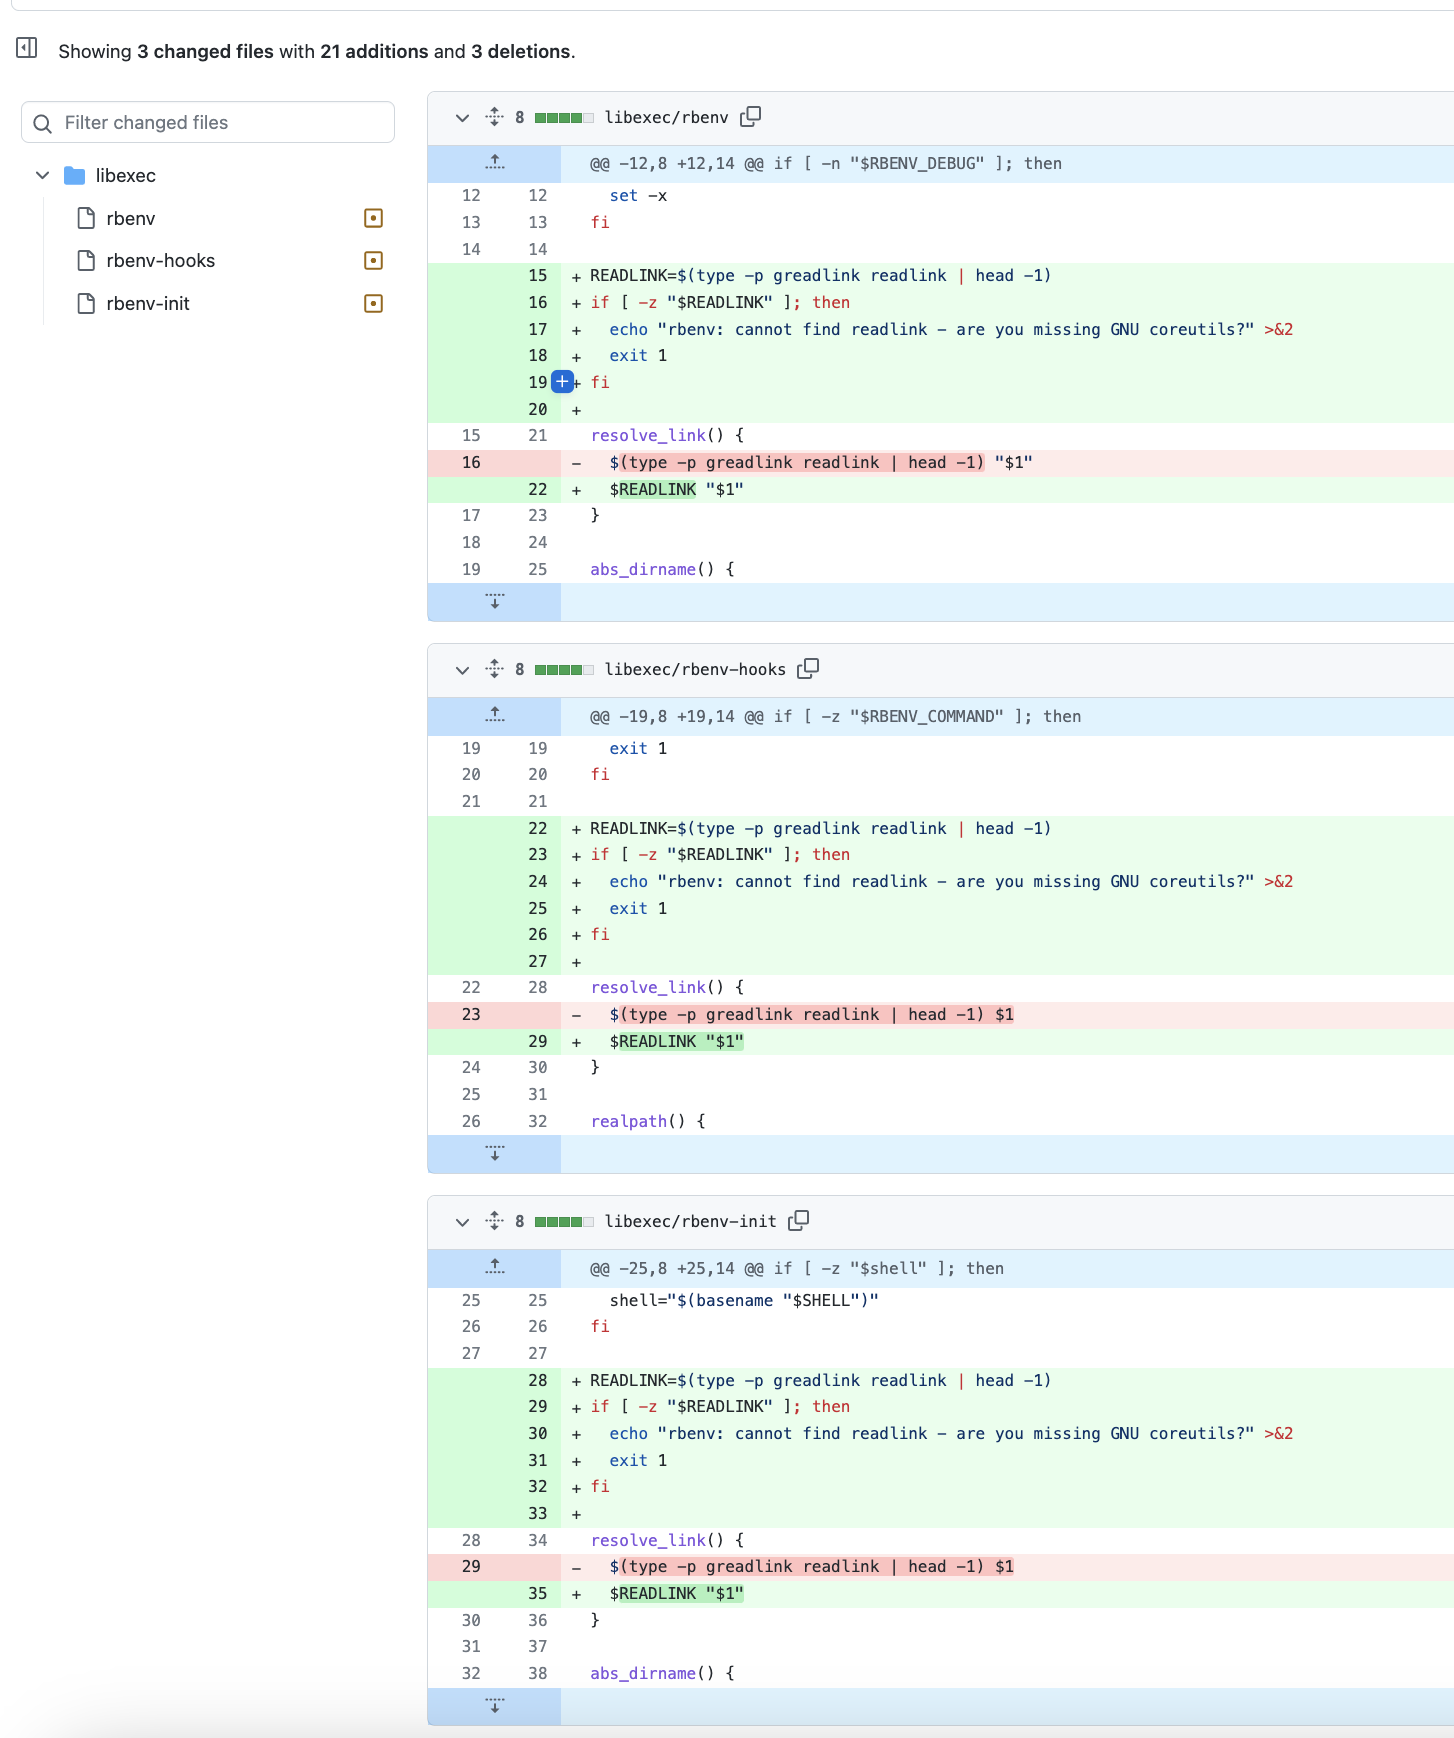 Showing 3 changed files with 21 additions and 3 deletions.
Filter changed files
libexec
rbenv
rbenv-hooks
rbenv-init
8 libexec/rbenv
@@ -12,8 +12,14 @@ if [ -n "$RBENV_DEBUG" ]; then
12 12 set -x
13 13 fi
14 14
15 + READLINK=$(type -p greadlink readlink | head -1)
16 + if [ -z "$READLINK" ]; then
17 + echo "rbenv: cannot find readlink - are you missing GNU coreutils?" >&2
18 + exit 1
19 + fi
20 +
15 21 resolve_link() {
16 - $(type -p greadlink readlink | head -1) "$1"
22 + $READLINK "$1"
17 23 }
18 24
19 25 abs_dirname() {
8 libexec/rbenv-hooks
@@ -19,8 +19,14 @@ if [ -z "$RBENV_COMMAND" ]; then
19 19 exit 1
20 20 fi
21 21
22 + READLINK=$(type -p greadlink readlink | head -1)
23 + if [ -z "$READLINK" ]; then
24 + echo "rbenv: cannot find readlink - are you missing GNU coreutils?" >&2
25 + exit 1
26 + fi
27 +
22 28 resolve_link() {
23 - $(type -p greadlink readlink | head -1) $1
29 + $READLINK "$1"
24 30 }
25 31
26 32 realpath() {
8 libexec/rbenv-init
@@ -25,8 +25,14 @@ if [ -z "$shell" ]; then
25 25 shell="$(basename "$SHELL")"
26 26 fi
27 27
28 + READLINK=$(type -p greadlink readlink | head -1)
29 + if [ -z "$READLINK" ]; then
30 + echo "rbenv: cannot find readlink - are you missing GNU coreutils?" >&2
31 + exit 1
32 + fi
33 +
28 34 resolve_link() {
29 - $(type -p greadlink readlink | head -1) $1
35 + $READLINK "$1"
30 36 }
31 37
32 38 abs_dirname() {